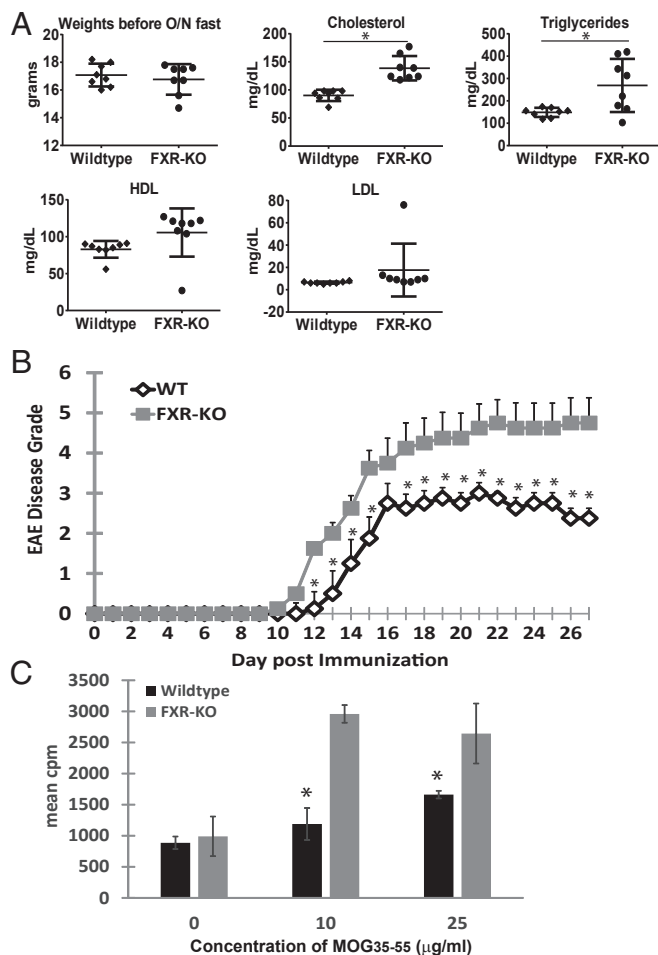 A
Weights before O/N fast
grams
18
16
14
12
Wildtype FXR-KO
Cholesterol
*
mg/dL
200
150
100
50
0
Wildtype FXR-KO
Triglycerides
*
mg/dL
500
400
300
200
100
0
Wildtype FXR-KO
HDL
mg/dL
150
100
50
0
Wildtype FXR-KO
LDL
mg/dL
80
60
40
20
0
-20
Wildtype FXR-KO
B
EAE Disease Grade
6
5
4
3
2
1
0
WT
FXR-KO
* * * * * * * * * * * * * * * *
0 2 4 6 8 10 12 14 16 18 20 22 24 26
Day post Immunization
C
mean cpm
3500
3000
2500
2000
1500
1000
500
0
Wildtype
FXR-KO
* *
0 10 25
Concentration of MOG35-55 (μg/ml)